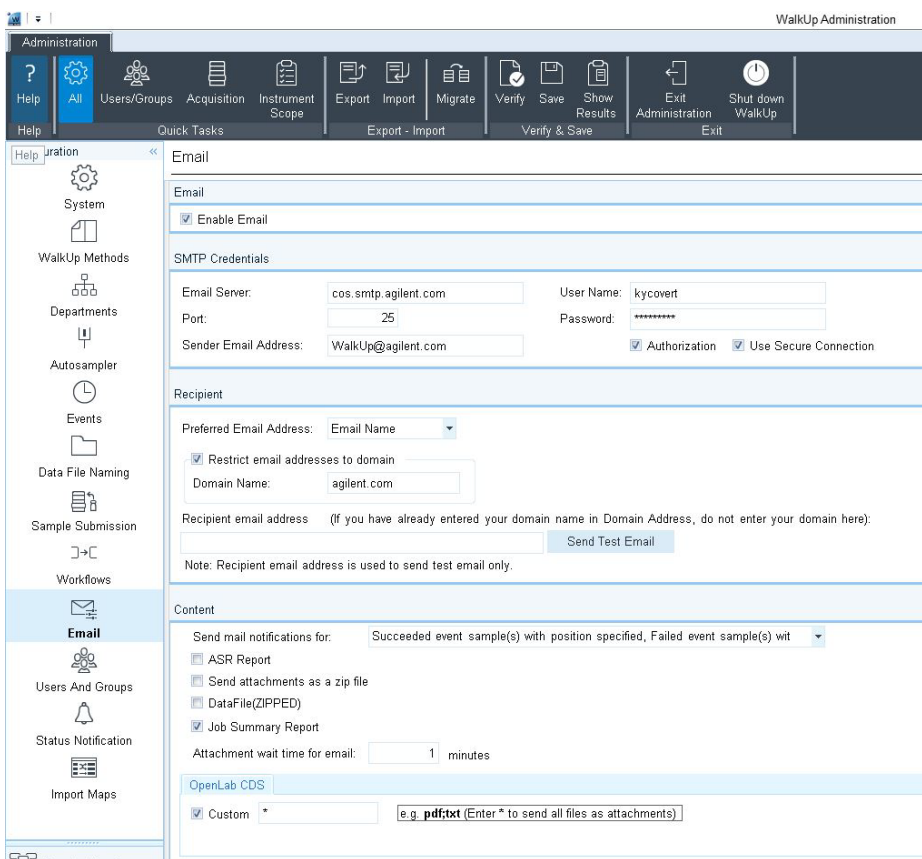 WalkUp Administration
Administration
Help
All
Users/Groups
Acquisition
Instrument Scope
Export
Import
Migrate
Verify
Save
Show Results
Exit Administration
Shut down WalkUp
Help
Quick Tasks
Export - Import
Verify & Save
Exit
Help
uration
«
Email
System
WalkUp Methods
Departments
Autosampler
Events
Data File Naming
Sample Submission
Workflows
Email
Users And Groups
Status Notification
Import Maps
Email
Enable Email
SMTP Credentials
Email Server: cos.smtp.agilent.com User Name: kycovert
Port: 25 Password: *********
Sender Email Address: WalkUp@agilent.com Authorization Use Secure Connection
Recipient
Preferred Email Address: Email Name
Restrict email addresses to domain
Domain Name: agilent.com
Recipient email address (If you have already entered your domain name in Domain Address, do not enter your domain here):
Send Test Email
Note: Recipient email address is used to send test email only.
Content
Send mail notifications for: Succeeded event sample(s) with position specified, Failed event sample(s) wit
ASR Report
Send attachments as a zip file
DataFile(ZIPPED)
Job Summary Report
Attachment wait time for email: 1 minutes
OpenLab CDS
Custom * e.g. pdf;txt (Enter * to send all files as attachments)